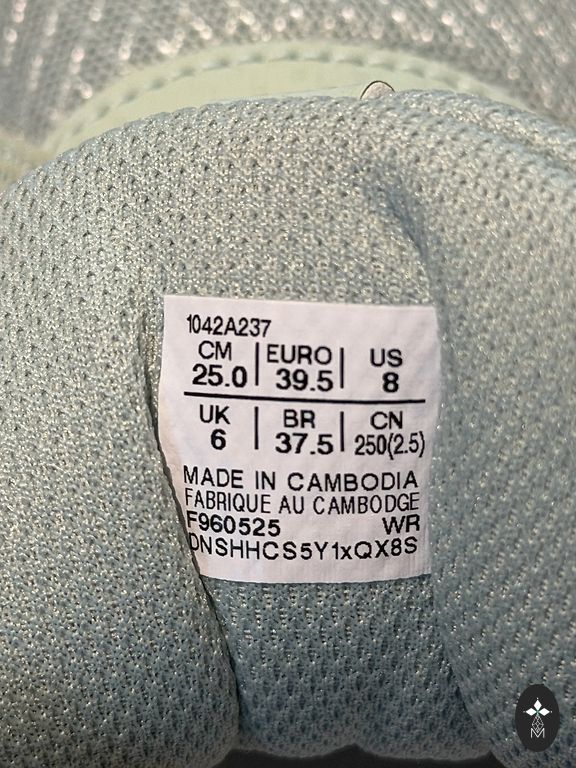 1042A237
CM | EURO | US
25.0 | 39.5 | 8
UK | BR | CN
6 | 37.5 | 250(2.5)
MADE IN CAMBODIA
FABRIQUE AU CAMBODGE
F960525 WR
DNSHHCS5Y1xQX8S
M